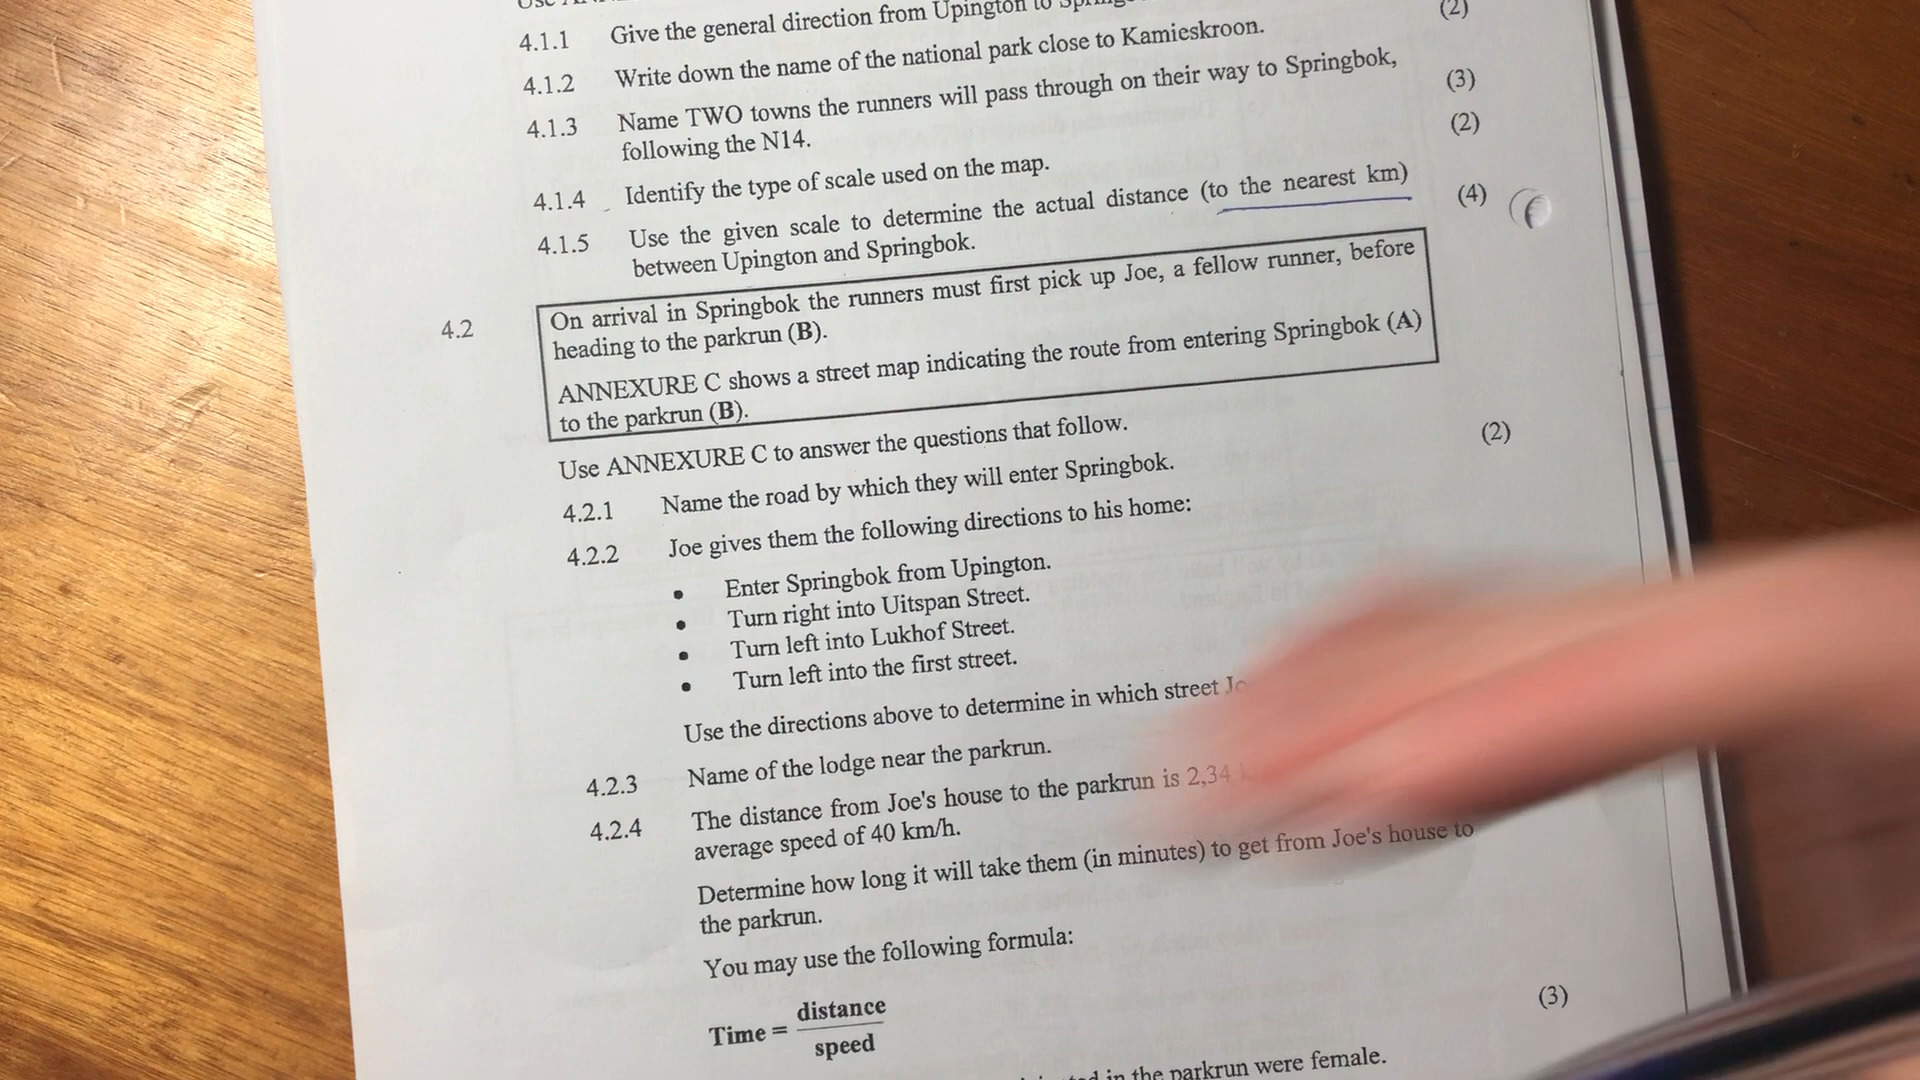 4.1.1 Give the general direction from Upington to
(2)
4.1.2 Write down the name of the national park close to Kamieskroon.
4.1.3 Name TWO towns the runners will pass through on their way to Springbok,
(3)
following the N14.
(2)
4.1.4 Identify the type of scale used on the map.
4.1.5 Use the given scale to determine the actual distance (to the nearest km)
(4)
between Upington and Springbok.
4.2 On arrival in Springbok the runners must first pick up Joe, a fellow runner, before
heading to the parkrun (B).
ANNEXURE C shows a street map indicating the route from entering Springbok (A)
to the parkrun (B).
Use ANNEXURE C to answer the questions that follow.
(2)
4.2.1 Name the road by which they will enter Springbok.
4.2.2 Joe gives them the following directions to his home:
• Enter Springbok from Upington.
• Turn right into Uitspan Street.
• Turn left into Lukhof Street.
• Turn left into the first street.
Use the directions above to determine in which street
4.2.3 Name of the lodge near the parkrun.
4.2.4 The distance from Joe's house to the parkrun is 2,34
average speed of 40 km/h.
Determine how long it will take them (in minutes) to get from Joe's house to
the parkrun.
You may use the following formula:
Time = distance
speed
(3)
in the parkrun were female.